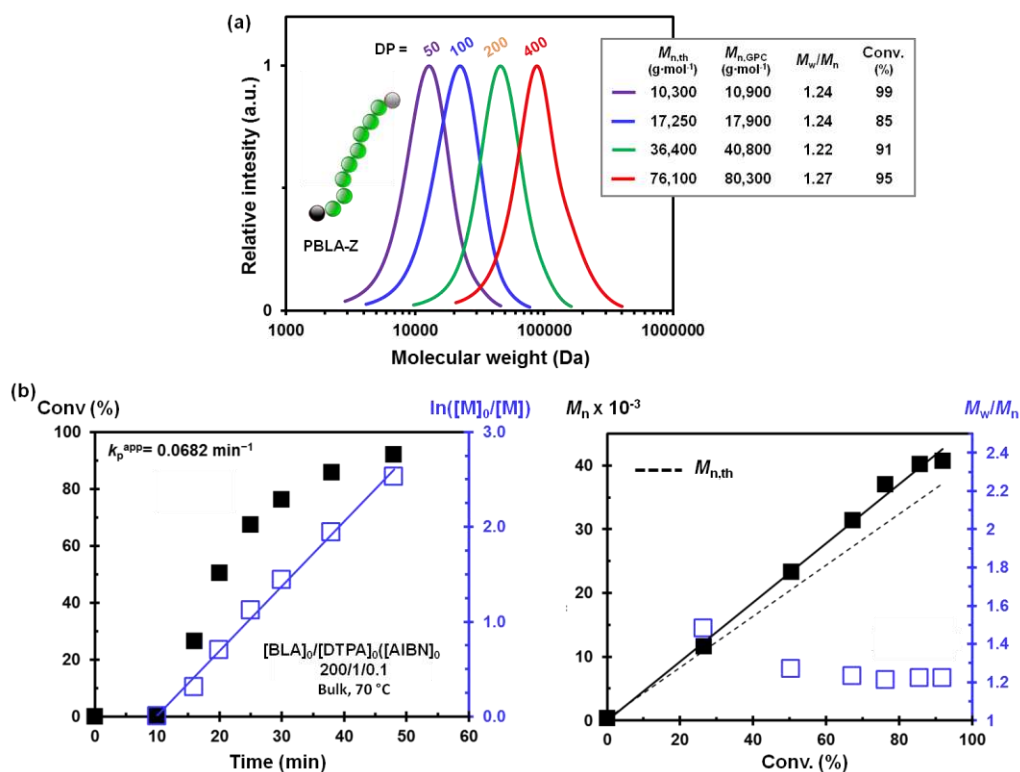 (a)
DP = 50 100 200 400
Relative intesity (a.u.)
1
0
1000 10000 100000 1000000
Molecular weight (Da)
PBLA-Z
Mn,th Mn,GPC Mw/Mn Conv.
(g·mol-1) (g·mol-1) (%)
10,300 10,900 1.24 99
17,250 17,900 1.24 85
36,400 40,800 1.22 91
76,100 80,300 1.27 95
(b)
Conv (%)
ln([M]0/[M])
kpapp= 0.0682 min−1
100
80
60
40
20
0
3.0
2.0
1.0
0.0
[BLA]0/[DTPA]0([AIBN]0
200/1/0.1
Bulk, 70 °C
0 10 20 30 40 50 60
Time (min)
Mn x 10-3
Mw/Mn
Mn,th
40
30
20
10
0
2.4
2.2
2
1.8
1.6
1.4
1.2
1
0 20 40 60 80 100
Conv. (%)